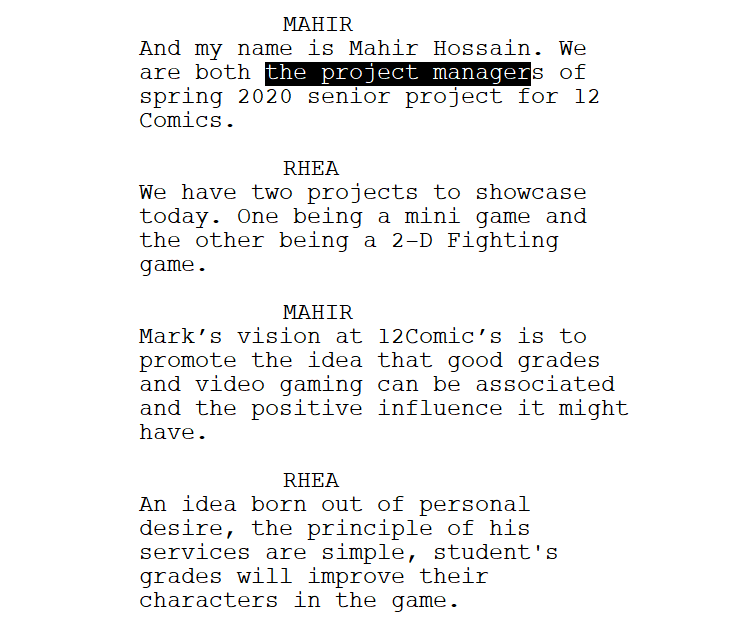 MAHIR
And my name is Mahir Hossain. We
are both the project managers of
spring 2020 senior project for 12
Comics.
RHEA
We have two projects to showcase
today. One being a mini game and
the other being a 2-D Fighting
game.
MAHIR
Mark’s vision at 12Comic’s is to
promote the idea that good grades
and video gaming can be associated
and the positive influence it might
have.
RHEA
An idea born out of personal
desire, the principle of his
services are simple, student's
grades will improve their
characters in the game.